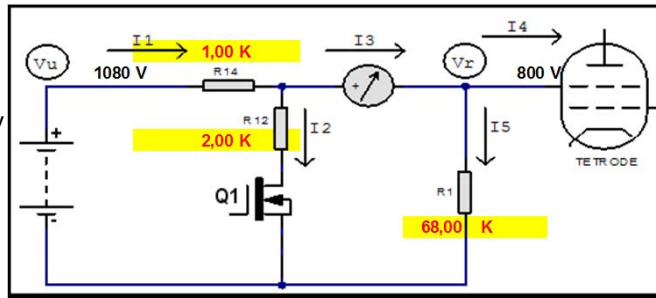 I1
1,00 K
I3
I4
Vu
Vr
1080 V
R14
800 V
+
R12
I2
I5
2,00 K
TETRODE
+
-
Q1
R1
68,00 K